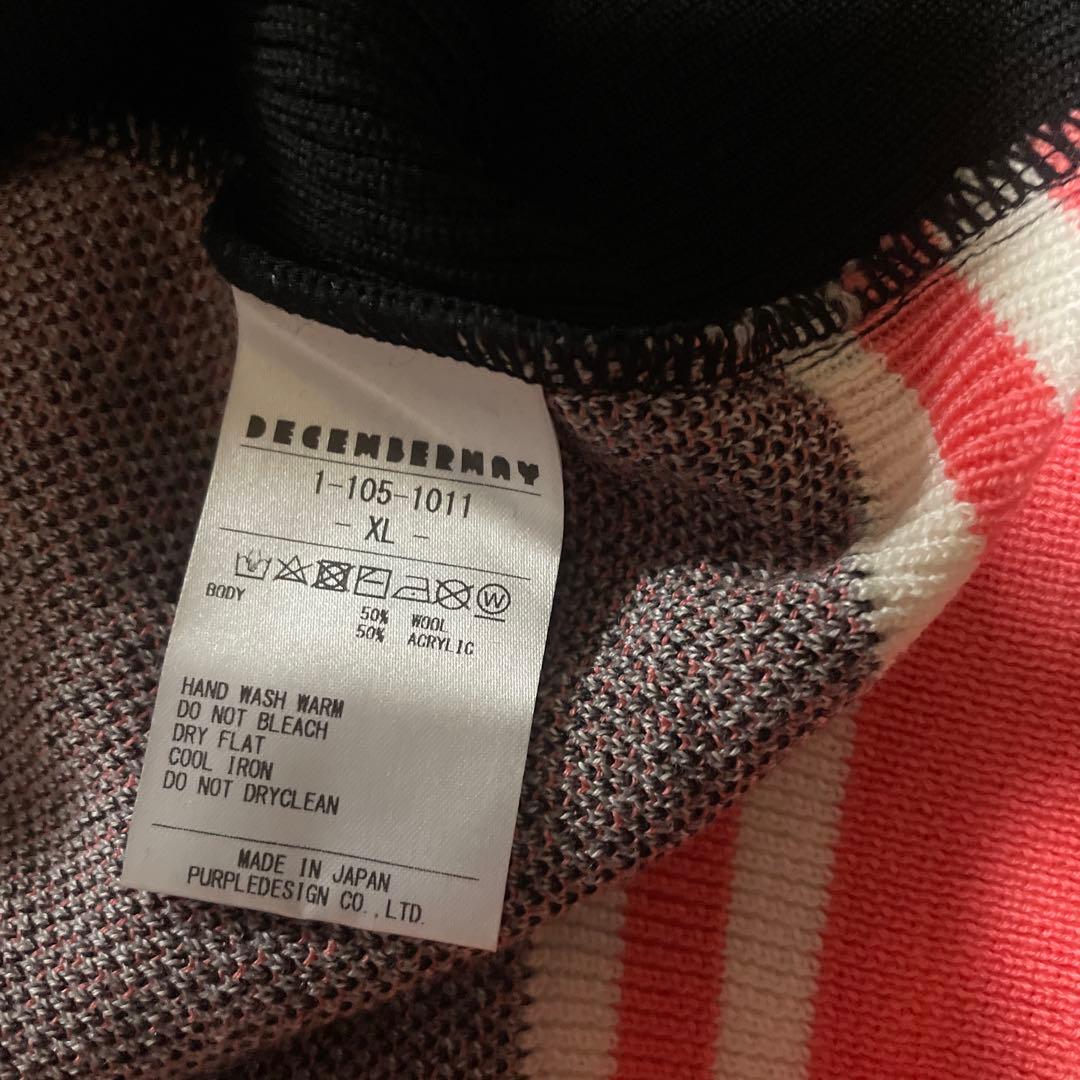 DECEMBERMAY
1-105-1011
- XL -
W
BODY
50% WOOL
50% ACRYLIC
HAND WASH WARM
DO NOT BLEACH
DRY FLAT
COOL IRON
DO NOT DRYCLEAN
MADE IN JAPAN
PURPLEDESIGN CO.,LTD.